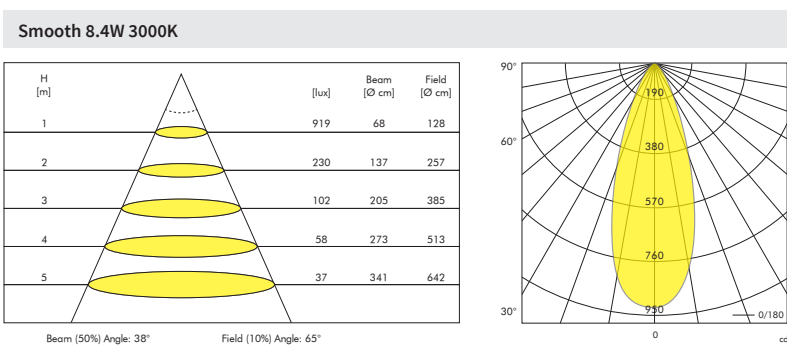 Smooth 8.4W 3000K
H [lux] Beam Field
[m] [Ø cm] [Ø cm]
1 919 68 128
2 230 137 257
3 102 205 385
4 58 273 513
5 37 341 642
Beam (50%) Angle: 38° Field (10%) Angle: 65°
90°
190
60°
380
570
760
30°
950
0/180
0